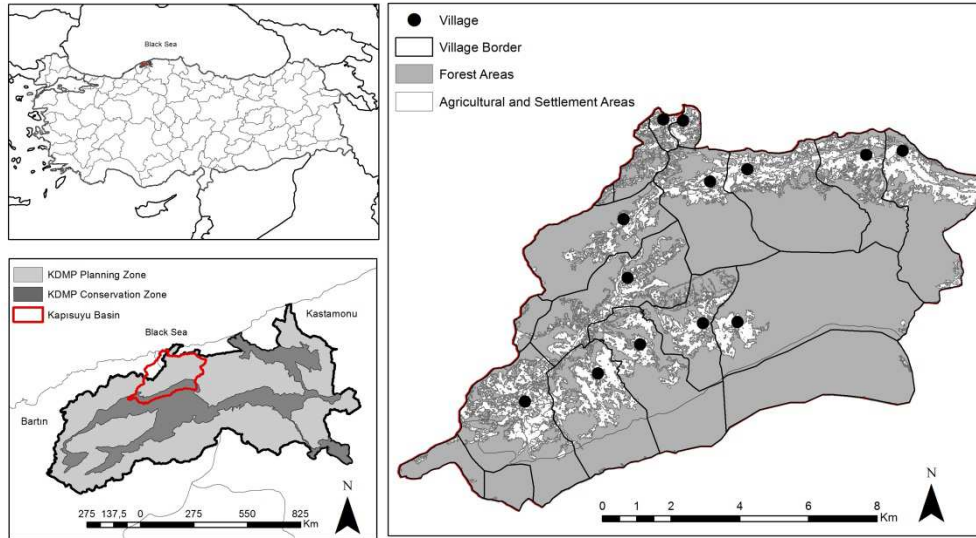 Black Sea
KDMP Planning Zone
KDMP Conservation Zone
Kapısuyu Basin
Black Sea
Kastamonu
Bartın
N
275 137,5 0 275 550 825
Km
Village
Village Border
Forest Areas
Agricultural and Settlement Areas
N
0 1 2 4 6 8
Km